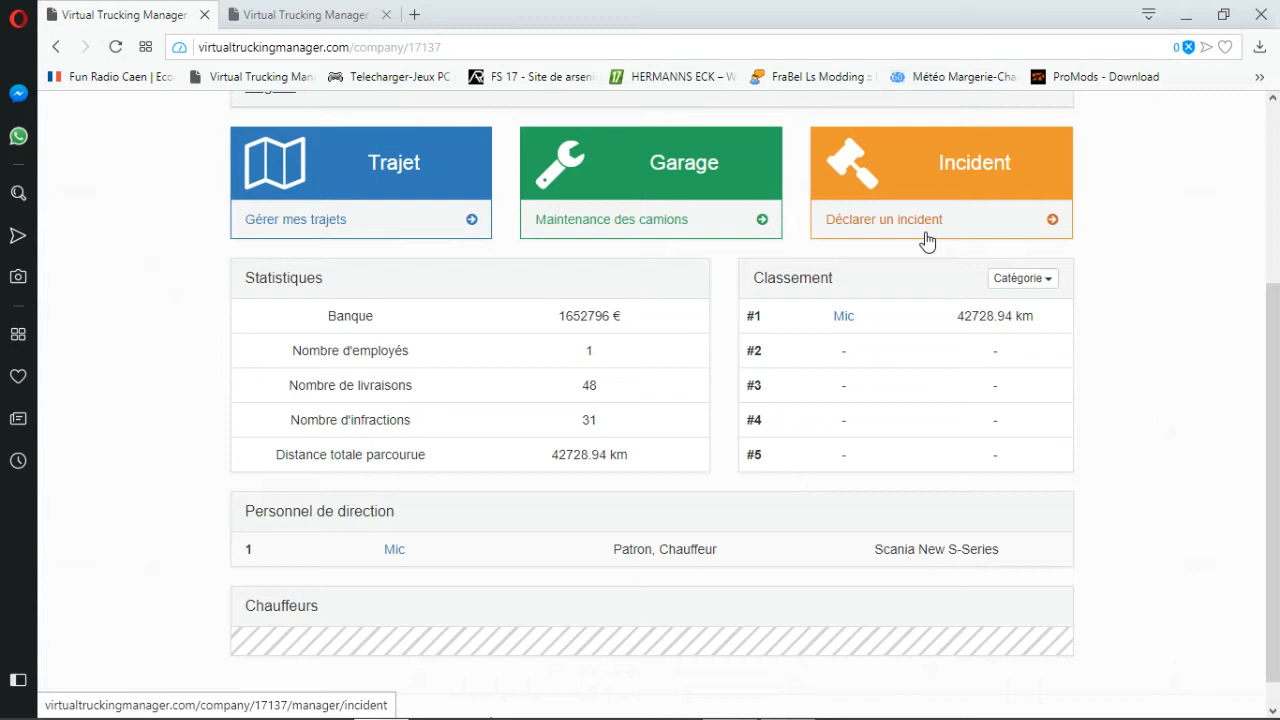 Virtual Trucking Manager
Virtual Trucking Manager
virtualtruckingmanager.com/company/17137
0
Fun Radio Caen | Eco
Virtual Trucking Man
Telecharger-Jeux PC
FS 17 - Site de arseni
17 HERMANNS ECK – W
FraBel Ls Modding ::
Météo Margerie-Cha
ProMods - Download
Trajet
Garage
Incident
Gérer mes trajets
Maintenance des camions
Déclarer un incident
Statistiques
Classement
Catégorie
Banque 1652796 €
#1 Mic 42728.94 km
Nombre d'employés 1
#2 - -
Nombre de livraisons 48
#3 - -
Nombre d'infractions 31
#4 - -
Distance totale parcourue 42728.94 km
#5 - -
Personnel de direction
1 Mic Patron, Chauffeur Scania New S-Series
Chauffeurs
virtualtruckingmanager.com/company/17137/manager/incident